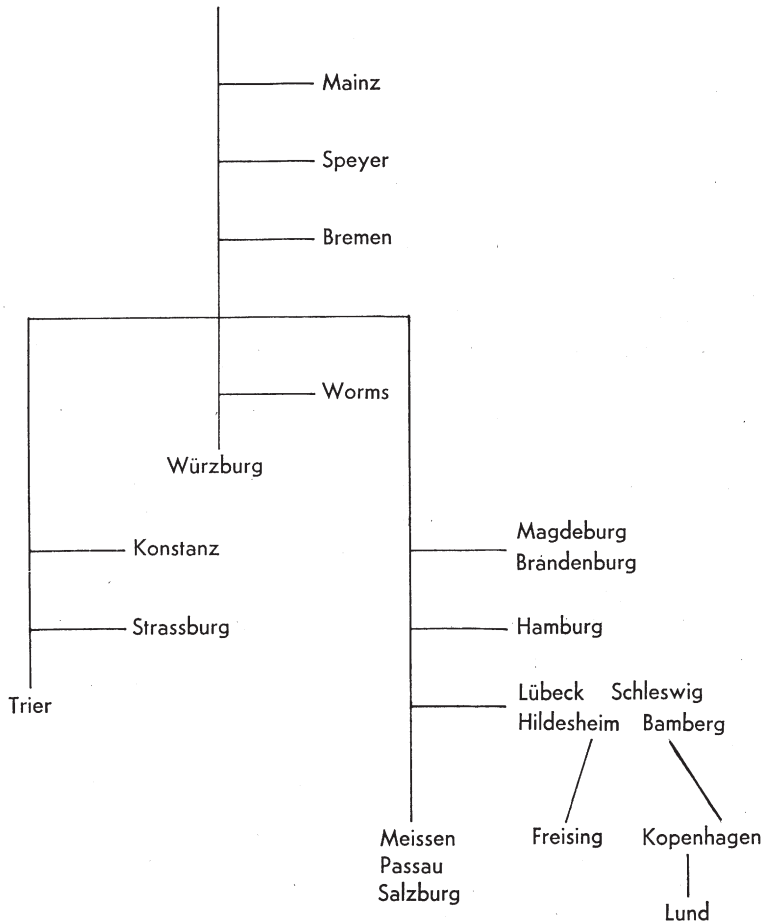 Mainz
Speyer
Bremen
Worms
Würzburg
Konstanz
Strassburg
Trier
Magdeburg
Brandenburg
Hamburg
Lübeck Schleswig
Hildesheim Bamberg
Meissen
Passau
Salzburg
Freising
Kopenhagen
Lund